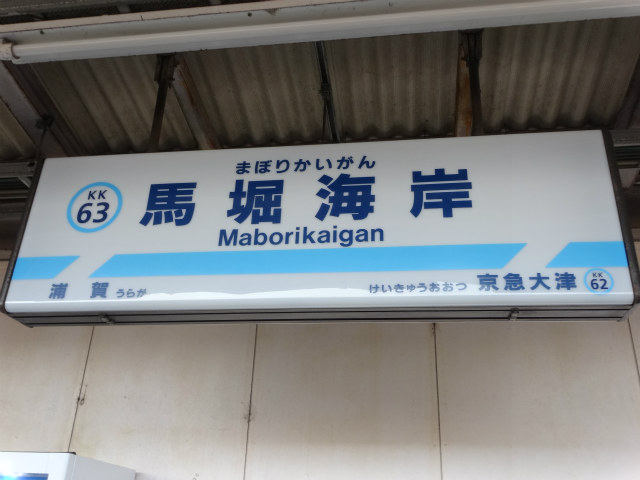 まぼりかいがん
KK
63
馬堀海岸
Maborikaigan
浦賀 うらが
けいきゅうおおつ 京急大津
KK
62